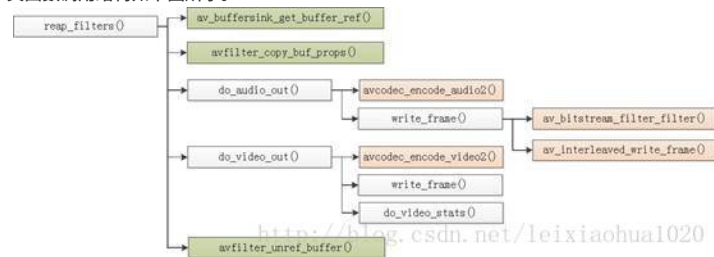 reap_filters()
av_buffersink_get_buffer_ref()
avfilter_copy_buf_props()
do_audio_out()
avcodec_encode_audio2()
write_frame()
av_bitstream_filter_filter()
av_interleaved_write_frame()
do_video_out()
avcodec_encode_video2()
write_frame()
do_video_stats()
avfilter_unref_buffer()
http://blog.csdn.net/leixiaohua1020